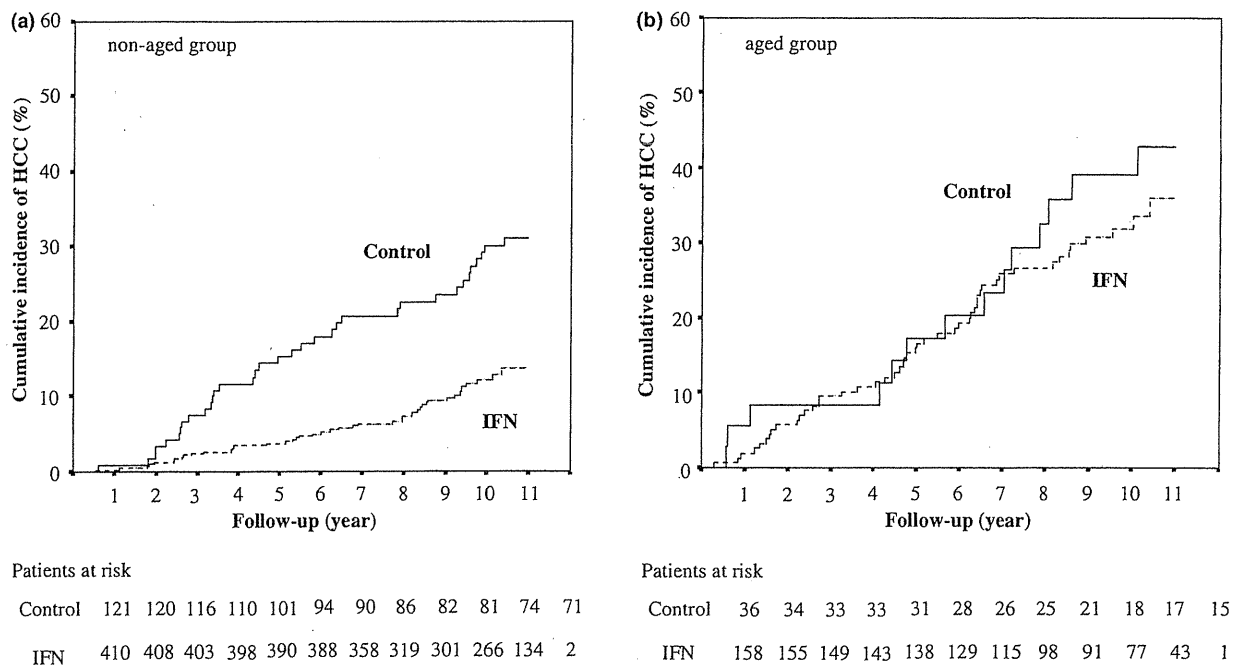 (a)
non-aged group
Cumulative incidence of HCC (%)
60
50
40
30
20
10
0
Control
IFN
1 2 3 4 5 6 7 8 9 10 11
Follow-up (year)
Patients at risk
Control 121 120 116 110 101 94 90 86 82 81 74 71
IFN 410 408 403 398 390 388 358 319 301 266 134 2
(b)
aged group
Cumulative incidence of HCC (%)
60
50
40
30
20
10
0
Control
IFN
1 2 3 4 5 6 7 8 9 10 11
Follow-up (year)
Patients at risk
Control 36 34 33 33 31 28 26 25 21 18 17 15
IFN 158 155 149 143 138 129 115 98 91 77 43 1